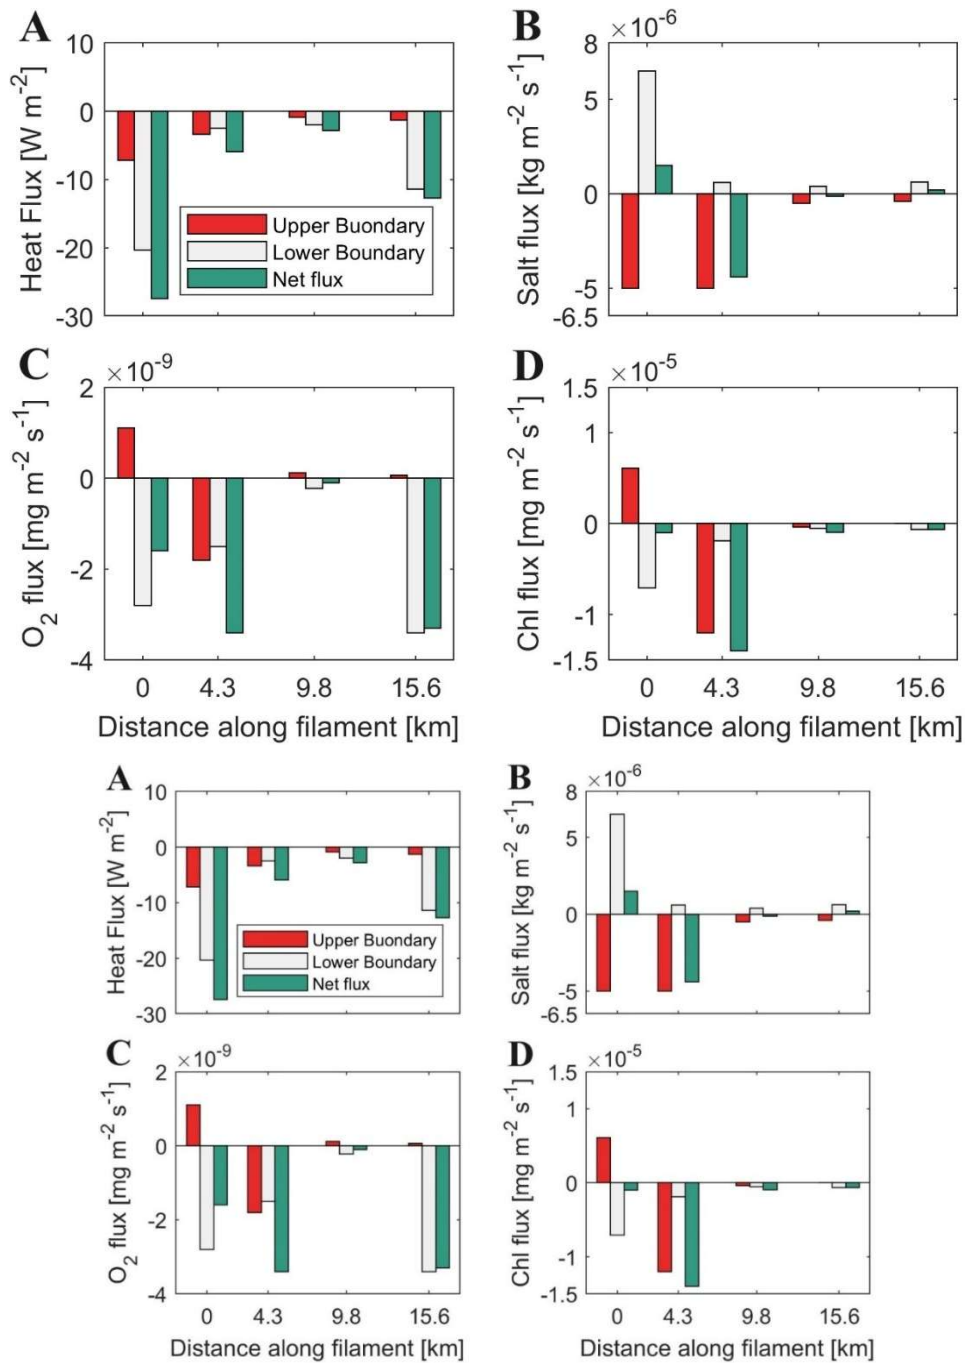 A
Heat Flux [W m-2]
10
0
-10
-20
-30
Upper Buondary
Lower Boundary
Net flux
B
×10-6
Salt flux [kg m-2 s-1]
8
5
0
-5
-6.5
C
×10-9
O2 flux [mg m-2 s-1]
2
0
-2
-4
0 4.3 9.8 15.6
Distance along filament [km]
D
×10-5
Chl flux [mg m-2 s-1]
1.5
1
0
-1
-1.5
0 4.3 9.8 15.6
Distance along filament [km]
A
Heat Flux [W m-2]
10
0
-10
-20
-30
Upper Buondary
Lower Boundary
Net flux
B
×10-6
Salt flux [kg m-2 s-1]
8
5
0
-5
-6.5
C
×10-9
O2 flux [mg m-2 s-1]
2
0
-2
-4
0 4.3 9.8 15.6
Distance along filament [km]
D
×10-5
Chl flux [mg m-2 s-1]
1.5
1
0
-1
-1.5
0 4.3 9.8 15.6
Distance along filament [km]